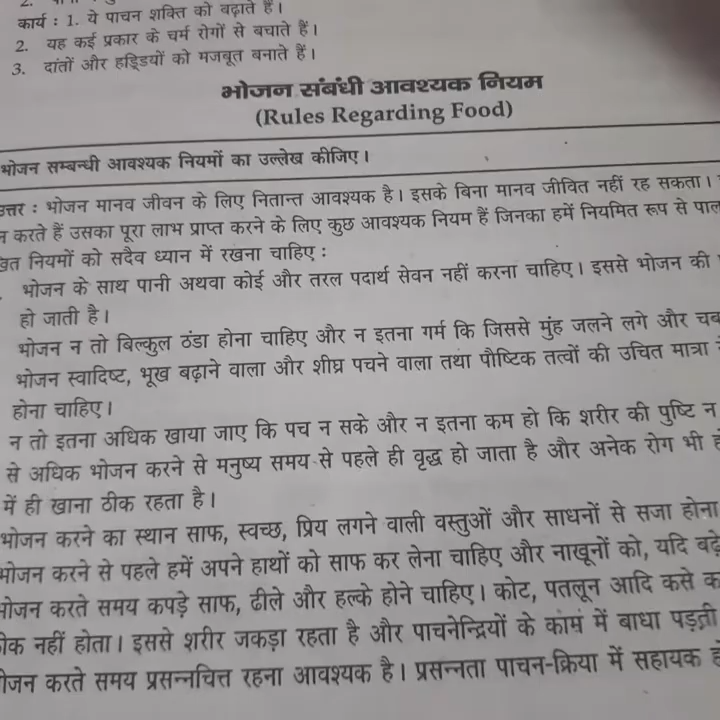 कार्य : 1. ये पाचन शक्ति को बढ़ाते हैं।
2. यह कई प्रकार के चर्म रोगों से बचाते हैं।
3. दांतों और हड्डियों को मजबूत बनाते हैं।
भोजन संबंधी आवश्यक नियम
(Rules Regarding Food)
भोजन सम्बन्धी आवश्यक नियमों का उल्लेख कीजिए।
उत्तर : भोजन मानव जीवन के लिए नितान्त आवश्यक है। इसके बिना मानव जीवित नहीं रह सकता।
करते हैं उसका पूरा लाभ प्राप्त करने के लिए कुछ आवश्यक नियम हैं जिनका हमें नियमित रूप से
नियमों को सदैव ध्यान में रखना चाहिए :
भोजन के साथ पानी अथवा कोई और तरल पदार्थ सेवन नहीं करना चाहिए। इससे भोजन की
हो जाती है।
भोजन न तो बिल्कुल ठंडा होना चाहिए और न इतना गर्म कि जिससे मुंह जलने लगे और
भोजन स्वादिष्ट, भूख बढ़ाने वाला और शीघ्र पचने वाला तथा पौष्टिक तत्वों की उचित मात्रा
होना चाहिए।
न तो इतना अधिक खाया जाए कि पच न सके और न इतना कम हो कि शरीर की पुष्टि न
से अधिक भोजन करने से मनुष्य समय से पहले ही वृद्ध हो जाता है और अनेक रोग भी
में ही खाना ठीक रहता है।
भोजन करने का स्थान साफ, स्वच्छ, प्रिय लगने वाली वस्तुओं और साधनों से सजा होना
भोजन करने से पहले हमें अपने हाथों को साफ कर लेना चाहिए और नाखूनों को, यदि बढ़े
भोजन करते समय कपड़े साफ, ढीले और हल्के होने चाहिए। कोट, पतलून आदि कसे
ठीक नहीं होता। इससे शरीर जकड़ा रहता है और पाचनेन्द्रियों के काम में बाधा पड़ती
भोजन करते समय प्रसन्नचित्त रहना आवश्यक है। प्रसन्नता पाचन-क्रिया में सहायक